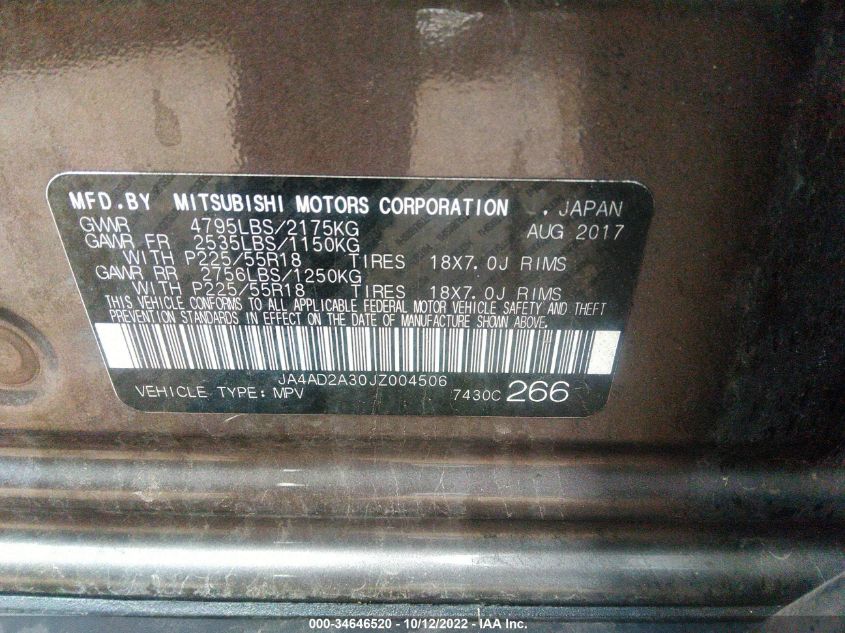 MFD. BY MITSUBISHI MOTORS CORPORATION , JAPAN
GVWR 4795LBS/2175KG AUG 2017
GAWR FR 2535LBS/1150KG
WITH P225/55R18 TIRES 18X7.0J RIMS
GAWR RR 2756LBS/1250KG
WITH P225/55R18 TIRES 18X7.0J RIMS
THIS VEHICLE CONFORMS TO ALL APPLICABLE FEDERAL MOTOR VEHICLE SAFETY AND THEFT
PREVENTION STANDARDS IN EFFECT ON THE DATE OF MANUFACTURE SHOWN ABOVE.
JA4AD2A30JZ004506
VEHICLE TYPE: MPV 7430C 266
000-34646520 - 10/12/2022 - IAA Inc.